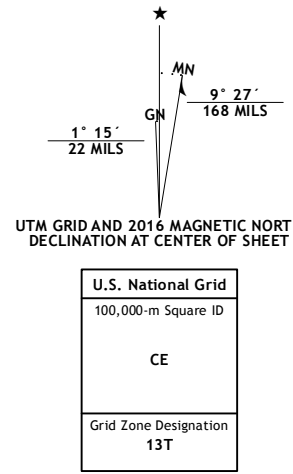 MN
GN
9° 27´
168 MILS
1° 15´
22 MILS
UTM GRID AND 2016 MAGNETIC NORT
DECLINATION AT CENTER OF SHEET
U.S. National Grid
100,000-m Square ID
CE
Grid Zone Designation
13T